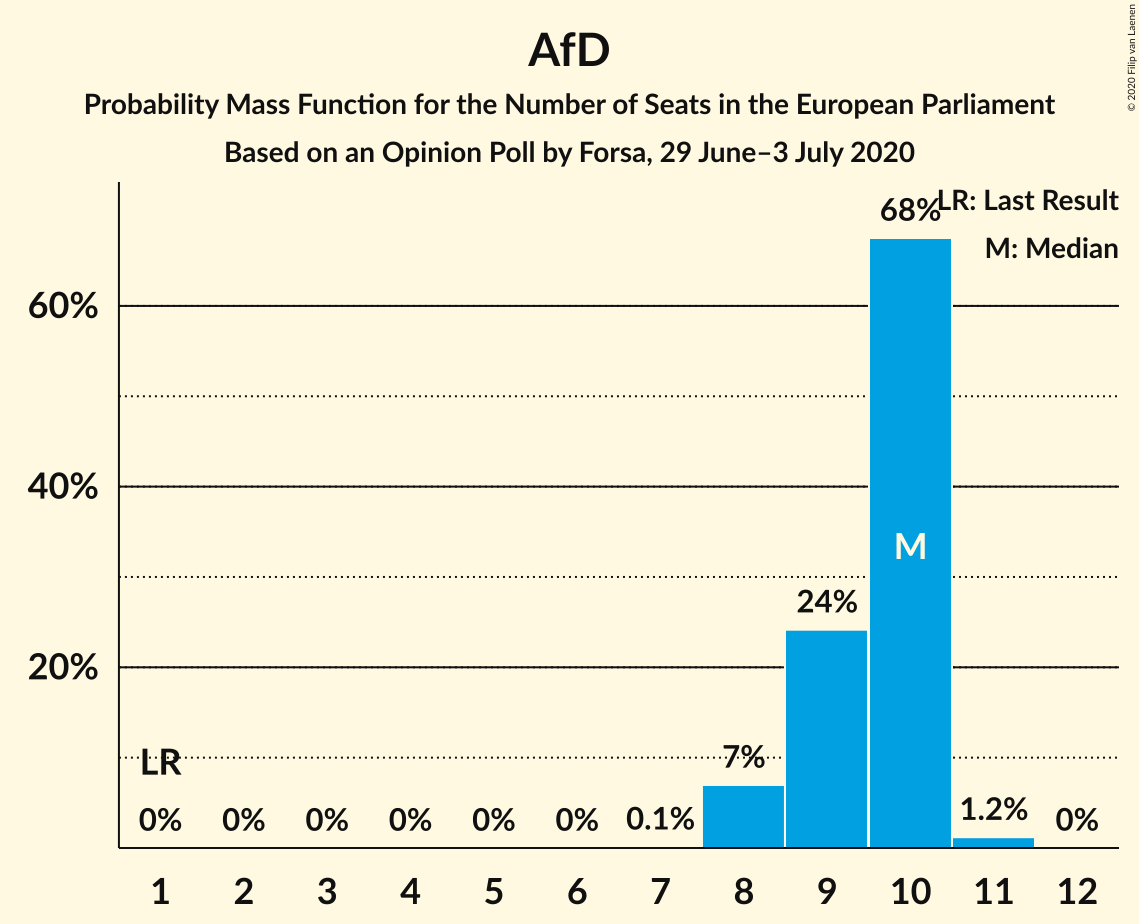 AfD
Probability Mass Function for the Number of Seats in the European Parliament
Based on an Opinion Poll by Forsa, 29 June–3 July 2020
© 2020 Filip van Laenen
LR: Last Result
M: Median
68%
60%
40%
M
24%
20%
LR
7%
0% 0% 0% 0% 0% 0% 0.1% 1.2% 0%
1 2 3 4 5 6 7 8 9 10 11 12